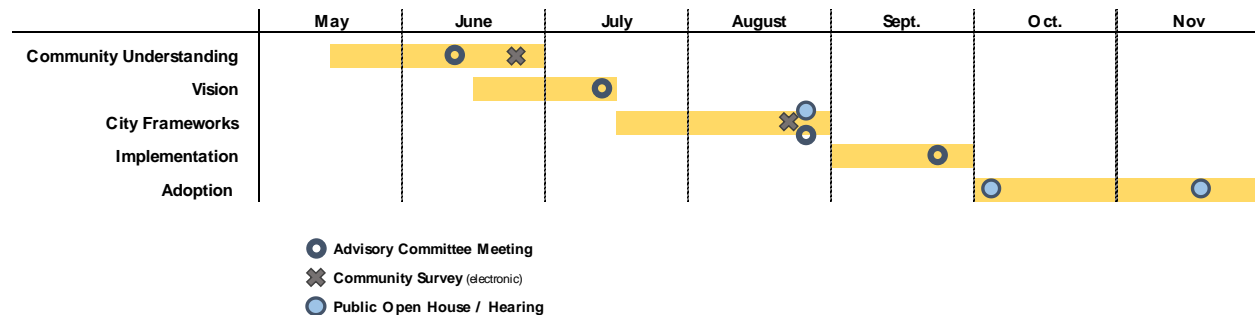 May June July August Sept. Oct. Nov
Community Understanding
Vision
City Frameworks
Implementation
Adoption
Advisory Committee Meeting
Community Survey (electronic)
Public Open House / Hearing